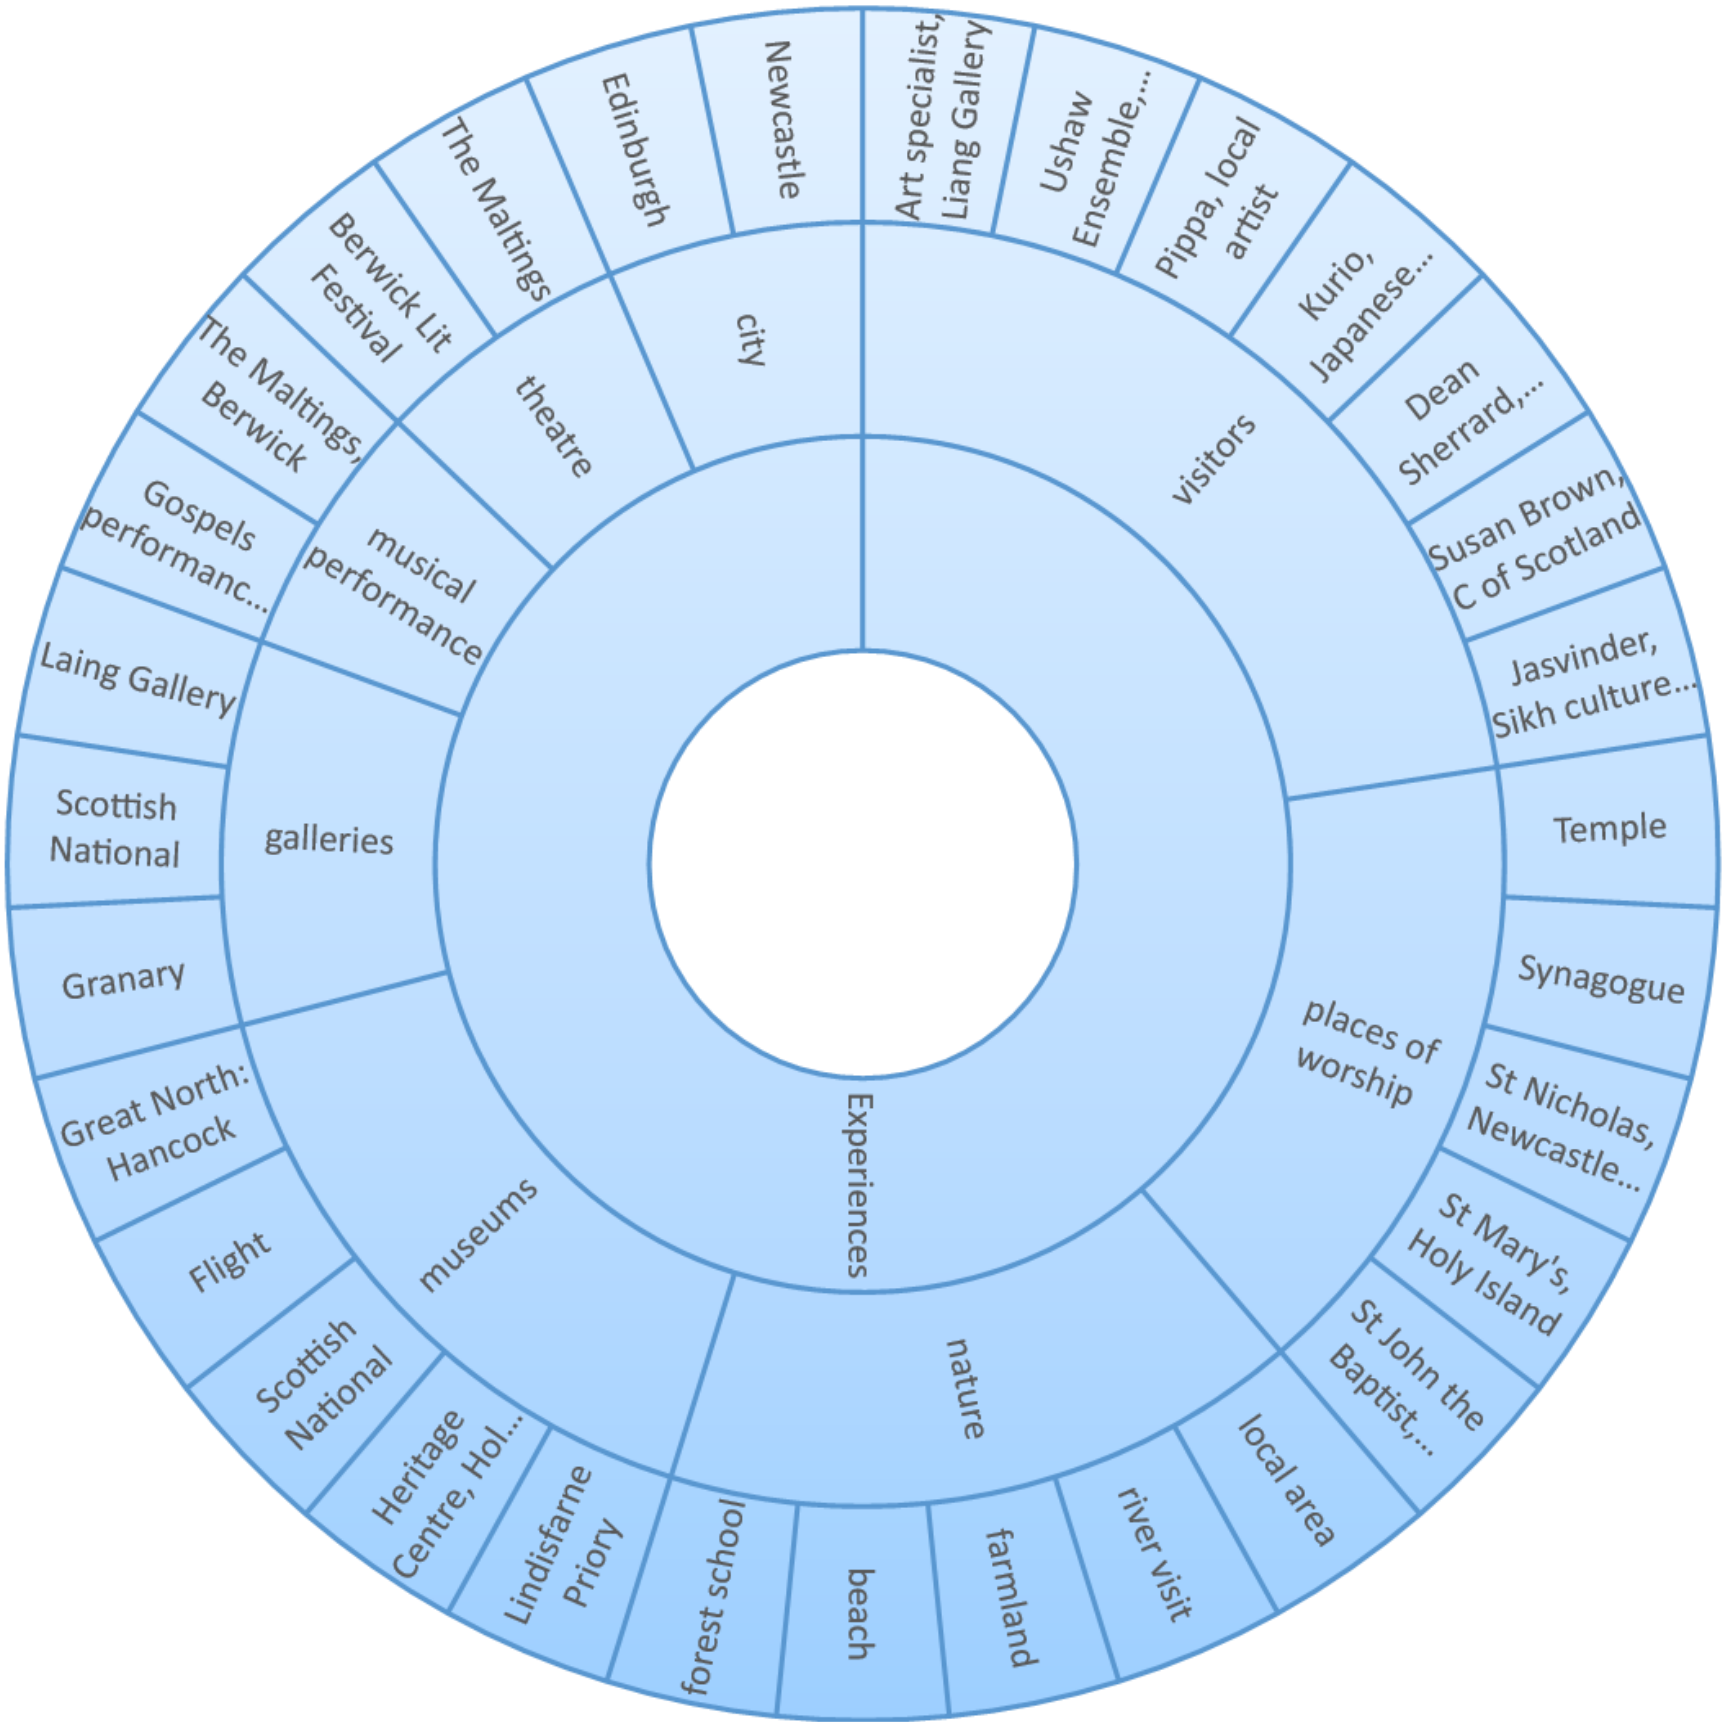 Experiences
visitors
Art specialist,
Liang Gallery
Ushaw
Ensemble,...
Pippa, local
artist
Kurio,
Japanese...
Dean
Sherrard,...
Susan Brown,
C of Scotland
Jasvinder,
Sikh culture...
places of
worship
Temple
Synagogue
St Nicholas,
Newcastle...
St Mary's,
Holy Island
St John the
Baptist,...
nature
local area
river visit
farmland
beach
forest school
museums
Lindisfarne
Priory
Heritage
Centre, Hol...
Scottish
National
Flight
Great North:
Hancock
galleries
Granary
Scottish
National
Laing Gallery
musical
performance
Gospels
performanc...
The Maltings,
Berwick
theatre
Berwick Lit
Festival
The Maltings
city
Edinburgh
Newcastle